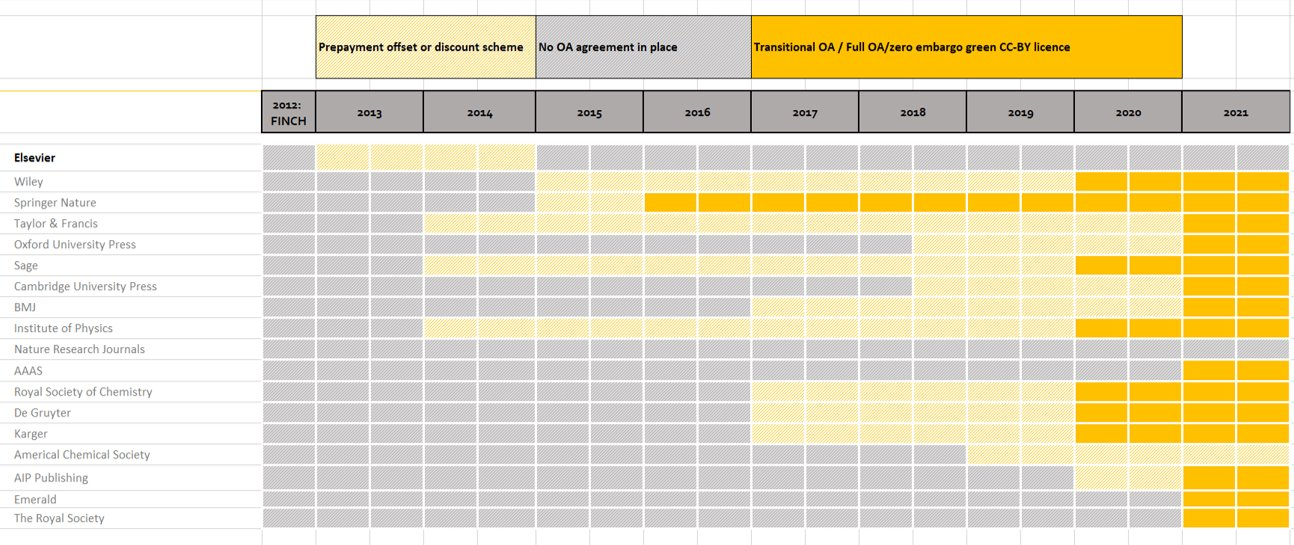 Prepayment offset or discount scheme
No OA agreement in place
Transitional OA / Full OA/zero embargo green CC-BY licence
2012:
FINCH
2013
2014
2015
2016
2017
2018
2019
2020
2021
Elsevier
Wiley
Springer Nature
Taylor & Francis
Oxford University Press
Sage
Cambridge University Press
BMJ
Institute of Physics
Nature Research Journals
AAAS
Royal Society of Chemistry
De Gruyter
Karger
Americal Chemical Society
AIP Publishing
Emerald
The Royal Society